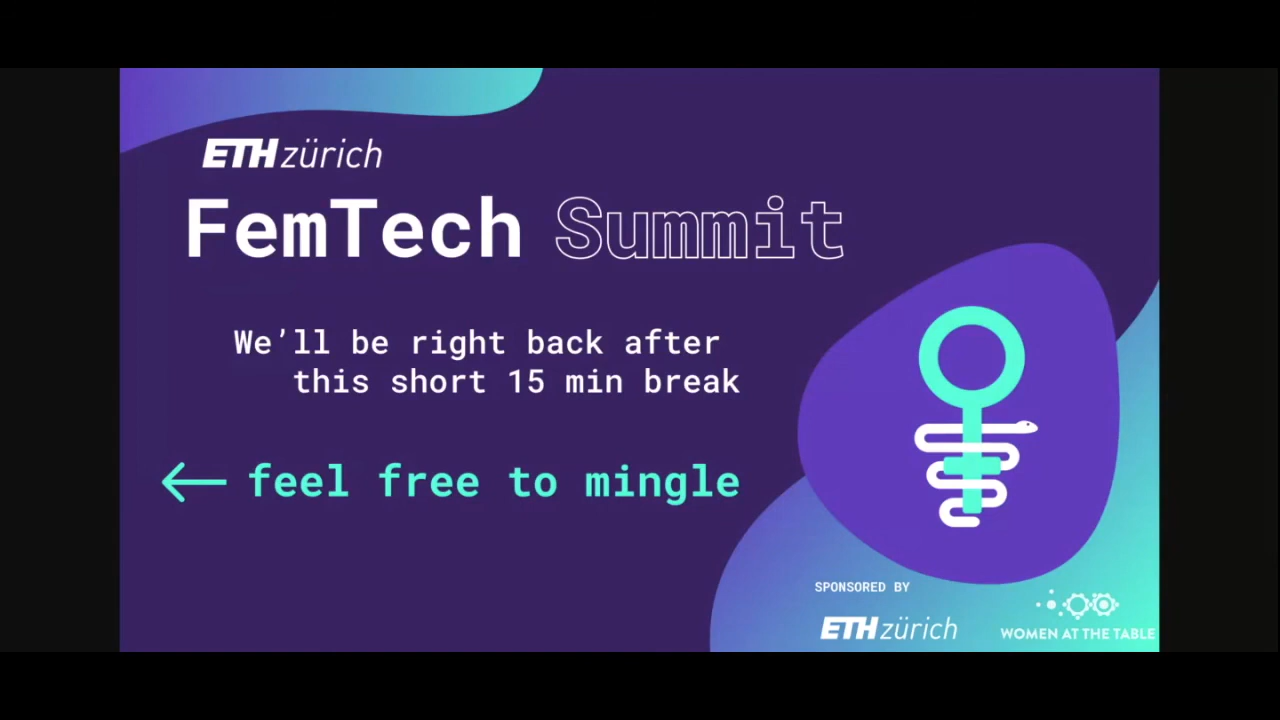 ETH zürich
FemTech Summit
We’ll be right back after
this short 15 min break
← feel free to mingle
SPONSORED BY
ETH zürich
WOMEN AT THE TABLE